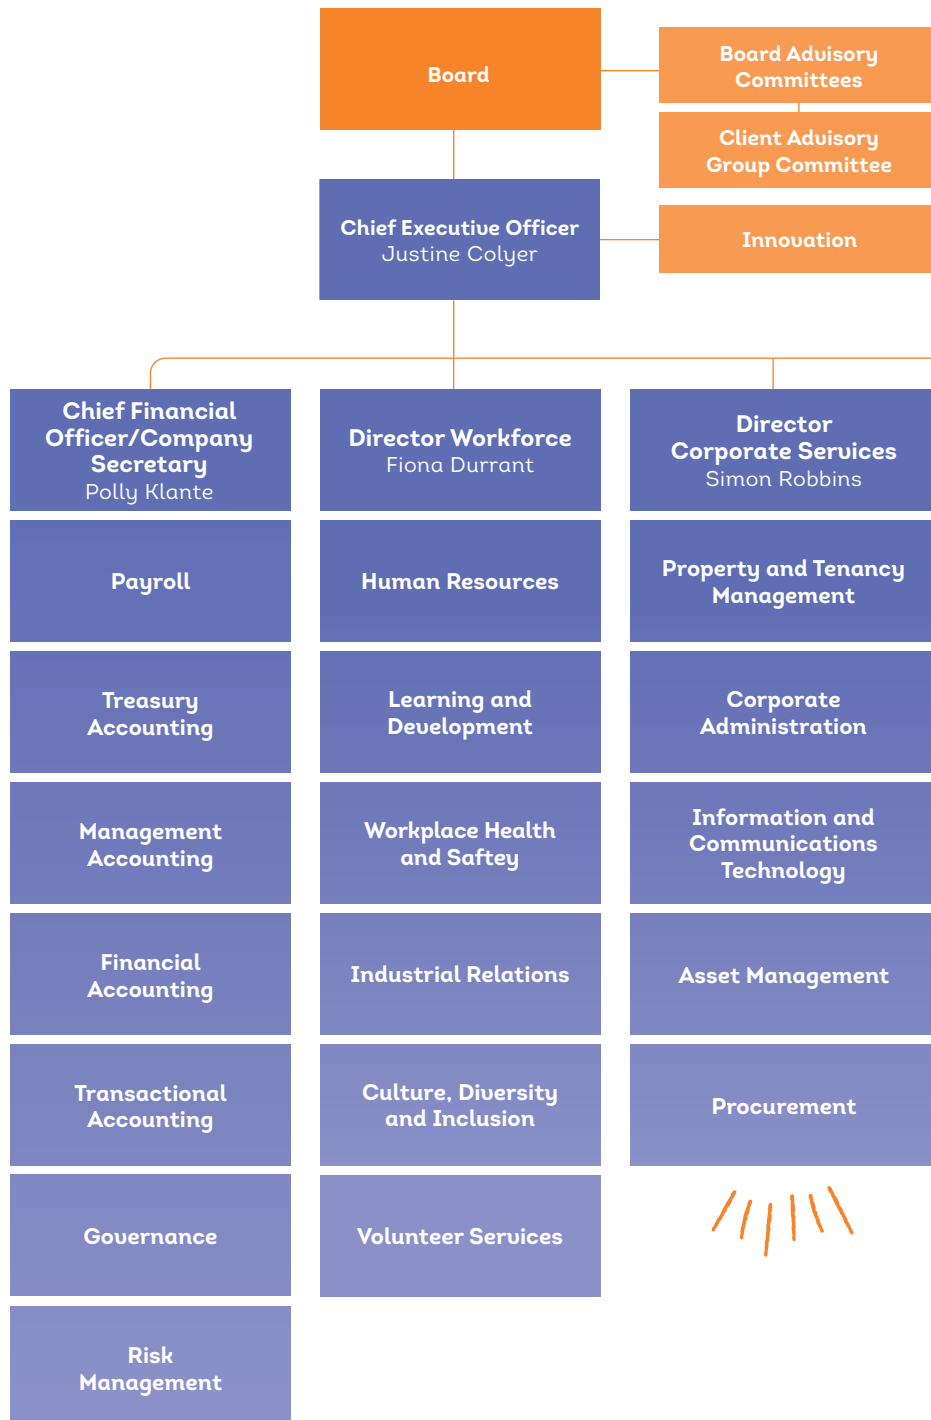 Board
Board Advisory
Committees
Client Advisory
Group Committee
Chief Executive Officer
Justine Colyer
Innovation
Chief Financial
Officer/Company
Secretary
Polly Klante
Payroll
Treasury
Accounting
Management
Accounting
Financial
Accounting
Transactional
Accounting
Governance
Risk
Management
Director Workforce
Fiona Durrant
Human Resources
Learning and
Development
Workplace Health
and Saftey
Industrial Relations
Culture, Diversity
and Inclusion
Volunteer Services
Director
Corporate Services
Simon Robbins
Property and Tenancy
Management
Corporate
Administration
Information and
Communications
Technology
Asset Management
Procurement